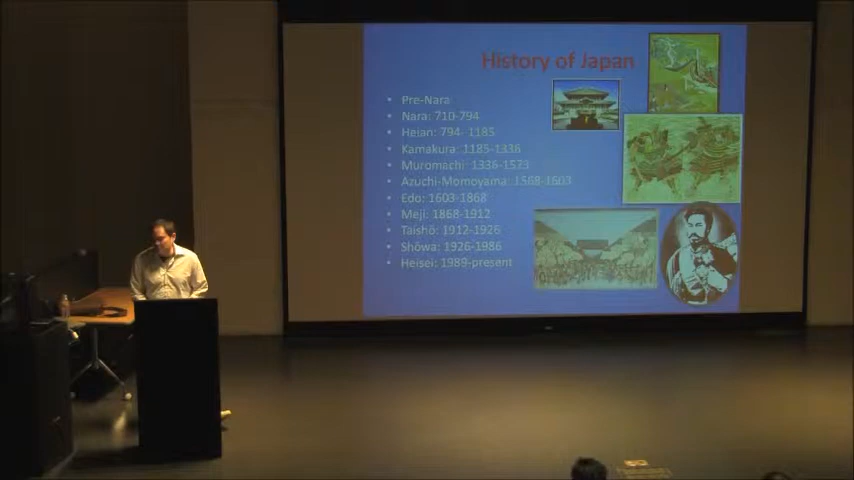 History of Japan
• Pre-Nara
• Nara: 710-794
• Heian: 794- 1185
• Kamakura: 1185-1336
• Muromachi: 1336-1573
• Azuchi-Momoyama: 1568-1603
• Edo: 1603-1868
• Meji: 1868-1912
• Taishō: 1912-1926
• Shōwa: 1926-1986
• Heisei: 1989-present